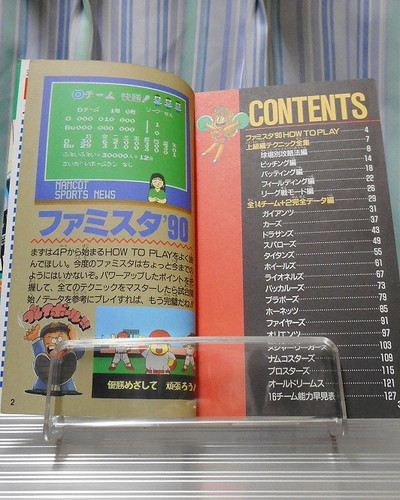 Gチーム 快勝!
NAMCOT
SPORTS NEWS
ファミスタ'90
まずは4Pから始まるHOW TO PLAYをよく読
んでほしい。今度のファミスタはちょっと今までの
ようにはいかないぞ。パワーアップしたポイントを把
握して、全てのテクニックをマスターしたら試合開
始!データを参考にプレイすれば、もう完璧だね!!
プレイボール!!
優勝めざして 頑張ろう!
2
CONTENTS
ファミスタ'90 HOW TO PLAY 4
上級編テクニック全集 7
球場別攻略法編 8
ピッチング編 14
バッティング編 18
フィールディング編 22
リーグ戦モード編 29
全14チーム+2完全データ編 31
ガイアンツ 31
カーズ 37
ドラサンズ 43
スパローズ 49
タイタンズ 55
ホイールズ 61
ライオネルズ 67
バッカルーズ 73
ブラボーズ 79
ホーネッツ 85
ファイヤーズ 91
オリエンツ 97
メジャーリーガーズ 103
ナムコスターズ 109
プロスターズ 115
オールドリームス 121
16チーム能力早見表 127
3